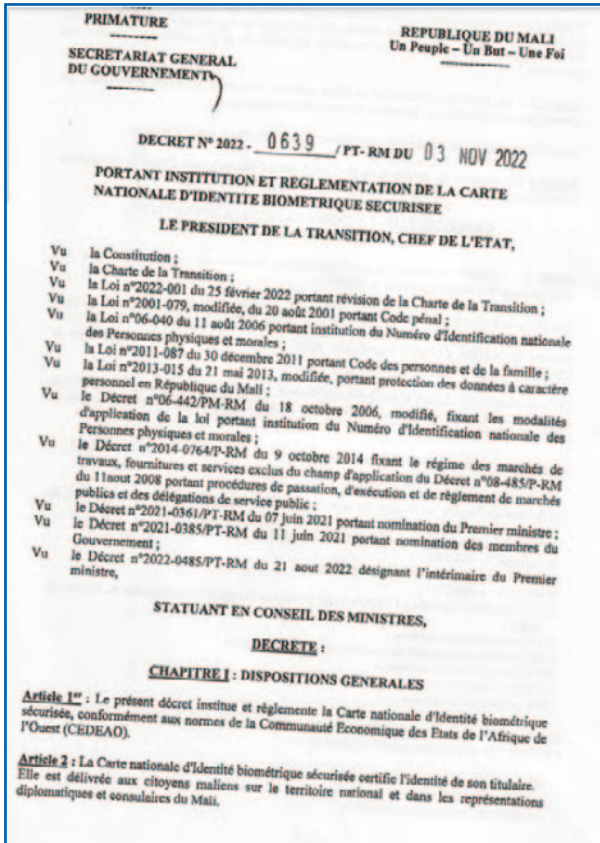 PRIMATURE
SECRETARIAT GENERAL
DU GOUVERNEMENT
REPUBLIQUE DU MALI
Un Peuple – Un But – Une Foi
DECRET N° 2022 - 0639 / PT- RM DU 03 NOV 2022
PORTANT INSTITUTION ET REGLEMENTATION DE LA CARTE
NATIONALE D'IDENTITE BIOMETRIQUE SECURISEE
LE PRESIDENT DE LA TRANSITION, CHEF DE L'ETAT,
Vu la Constitution ;
Vu la Charte de la Transition ;
Vu la Loi n°2022-001 du 25 février 2022 portant révision de la Charte de la Transition ;
Vu la Loi n°2001-079, modifiée, du 20 août 2001 portant Code pénal ;
Vu la Loi n°06-040 du 11 août 2006 portant institution du Numéro d'Identification nationale
des Personnes physiques et morales ;
Vu la Loi n°2011-087 du 30 décembre 2011 portant Code des personnes et de la famille ;
Vu la Loi n°2013-015 du 21 mai 2013, modifiée, portant protection des données à caractère
personnel en République du Mali ;
Vu le Décret n°06-442/PM-RM du 18 octobre 2006, modifié, fixant les modalités
d'application de la loi portant institution du Numéro d'Identification nationale des
Personnes physiques et morales ;
Vu le Décret n°2014-0764/P-RM du 9 octobre 2014 fixant le régime des marchés de
travaux, fournitures et services exclus du champ d'application du Décret n°08-485/P-RM
du 11aout 2008 portant procédures de passation, d'exécution et de règlement de marchés
publics et des délégations de service public ;
Vu le Décret n°2021-0361/PT-RM du 07 juin 2021 portant nomination du Premier ministre ;
Vu le Décret n°2021-0385/PT-RM du 11 juin 2021 portant nomination des membres du
Gouvernement ;
Vu le Décret n°2022-0485/PT-RM du 21 aout 2022 désignant l'intérimaire du Premier
ministre,
STATUANT EN CONSEIL DES MINISTRES,
DECRETE :
CHAPITRE I : DISPOSITIONS GENERALES
Article 1er : Le présent décret institue et règlemente la Carte nationale d'Identité biométrique
sécurisée, conformément aux normes de la Communauté Economique des Etats de l'Afrique de
l'Ouest (CEDEAO).
Article 2 : La Carte nationale d'Identité biométrique sécurisée certifie l'identité de son titulaire.
Elle est délivrée aux citoyens maliens sur le territoire national et dans les représentations
diplomatiques et consulaires du Mali.